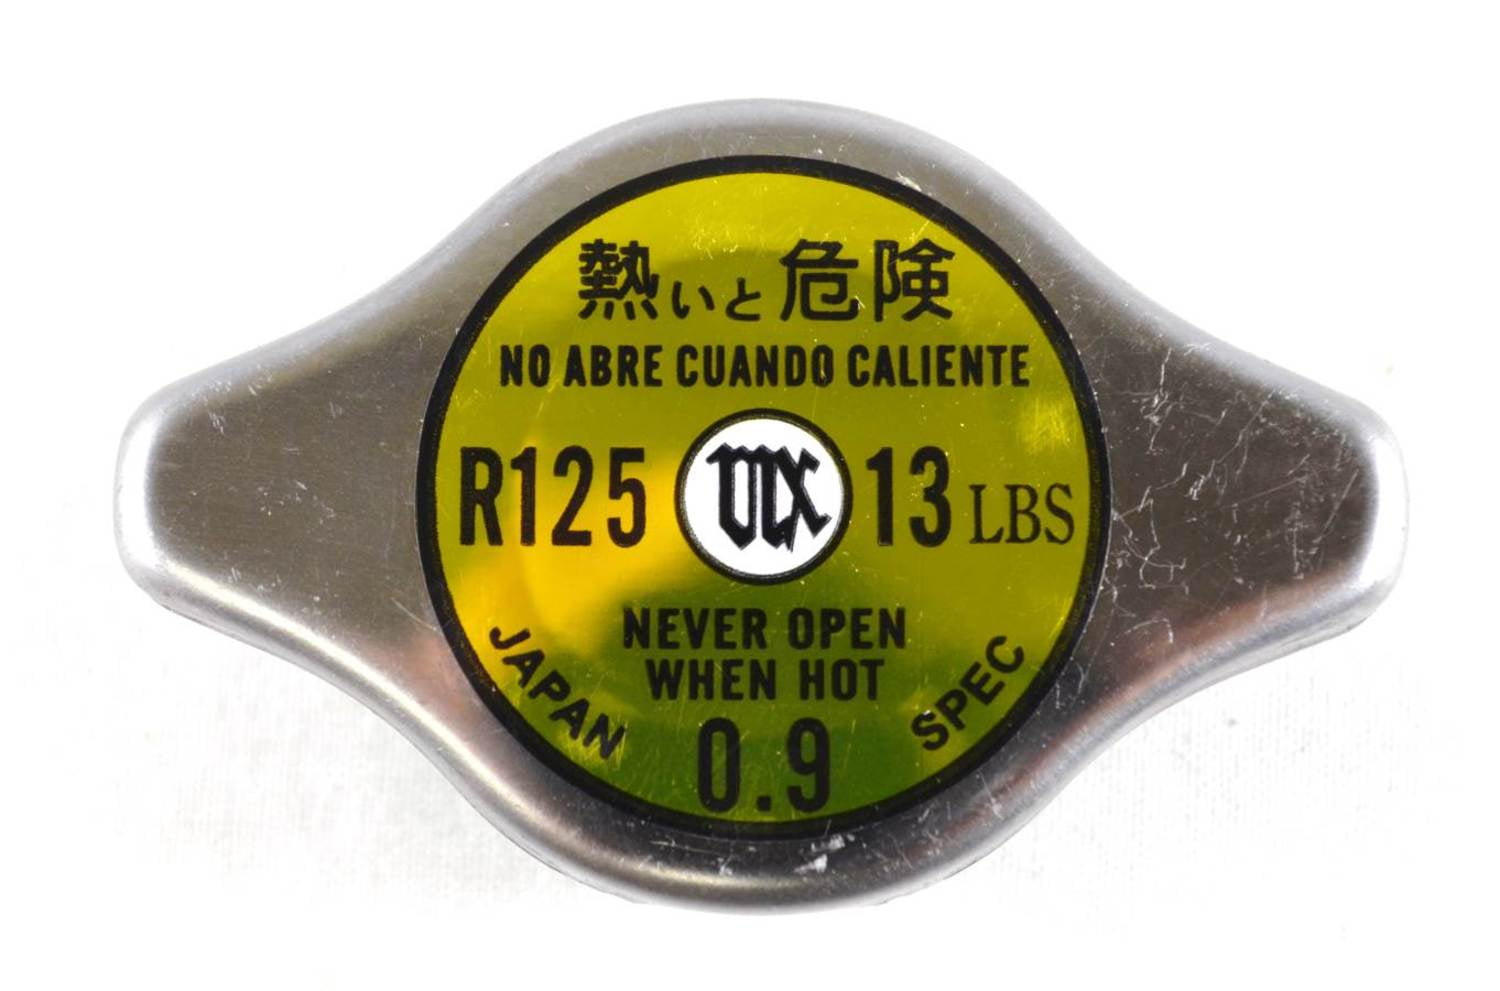 熱いと危険
NO ABRE CUANDO CALIENTE
R125
13 LBS
NEVER OPEN
WHEN HOT
JAPAN SPEC
0.9